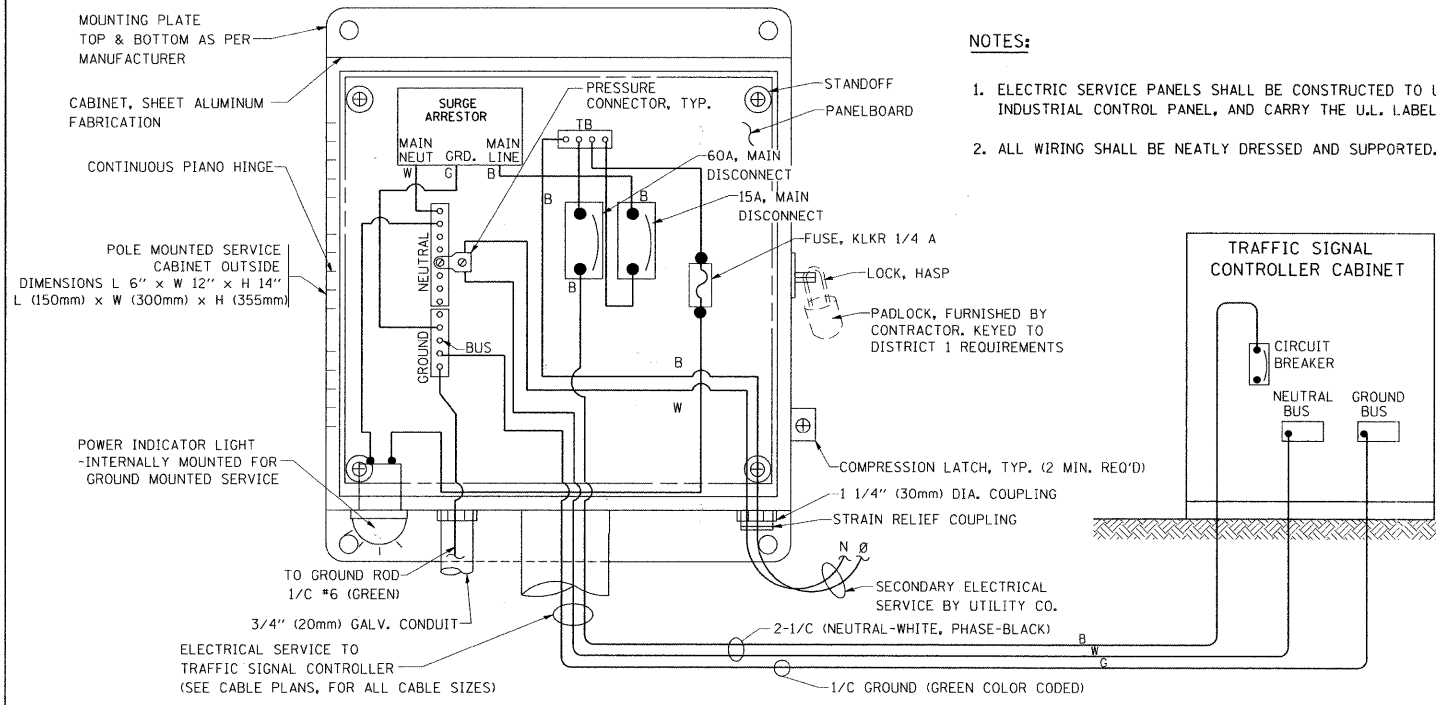 MOUNTING PLATE
TOP & BOTTOM AS PER
MANUFACTURER
CABINET, SHEET ALUMINUM
FABRICATION
CONTINUOUS PIANO HINGE
POLE MOUNTED SERVICE
CABINET OUTSIDE
DIMENSIONS L 6" x W 12" x H 14"
L (150mm) x W (300mm) x H (355mm)
POWER INDICATOR LIGHT
-INTERNALLY MOUNTED FOR
GROUND MOUNTED SERVICE
TO GROUND ROD
1/C #6 (GREEN)
3/4" (20mm) GALV. CONDUIT
ELECTRICAL SERVICE TO
TRAFFIC SIGNAL CONTROLLER
(SEE CABLE PLANS, FOR ALL CABLE SIZES)
SURGE
ARRESTOR
MAIN
NEUT
GRD.
MAIN
LINE
W
G
B
PRESSURE
CONNECTOR, TYP.
TB
60A, MAIN
DISCONNECT
15A, MAIN
DISCONNECT
B
B
B
NEUTRAL
GROUND
BUS
B
W
STANDOFF
PANELBOARD
FUSE, KLKR 1/4 A
LOCK, HASP
PADLOCK, FURNISHED BY
CONTRACTOR. KEYED TO
DISTRICT 1 REQUIREMENTS
COMPRESSION LATCH, TYP. (2 MIN. REQ'D)
1 1/4" (30mm) DIA. COUPLING
STRAIN RELIEF COUPLING
N Ø
SECONDARY ELECTRICAL
SERVICE BY UTILITY CO.
2-1/C (NEUTRAL-WHITE, PHASE-BLACK)
B
W
G
1/C GROUND (GREEN COLOR CODED)
NOTES:
1. ELECTRIC SERVICE PANELS SHALL BE CONSTRUCTED TO
INDUSTRIAL CONTROL PANEL, AND CARRY THE U.L. LABEL
2. ALL WIRING SHALL BE NEATLY DRESSED AND SUPPORTED.
TRAFFIC SIGNAL
CONTROLLER CABINET
CIRCUIT
BREAKER
NEUTRAL
BUS
GROUND
BUS